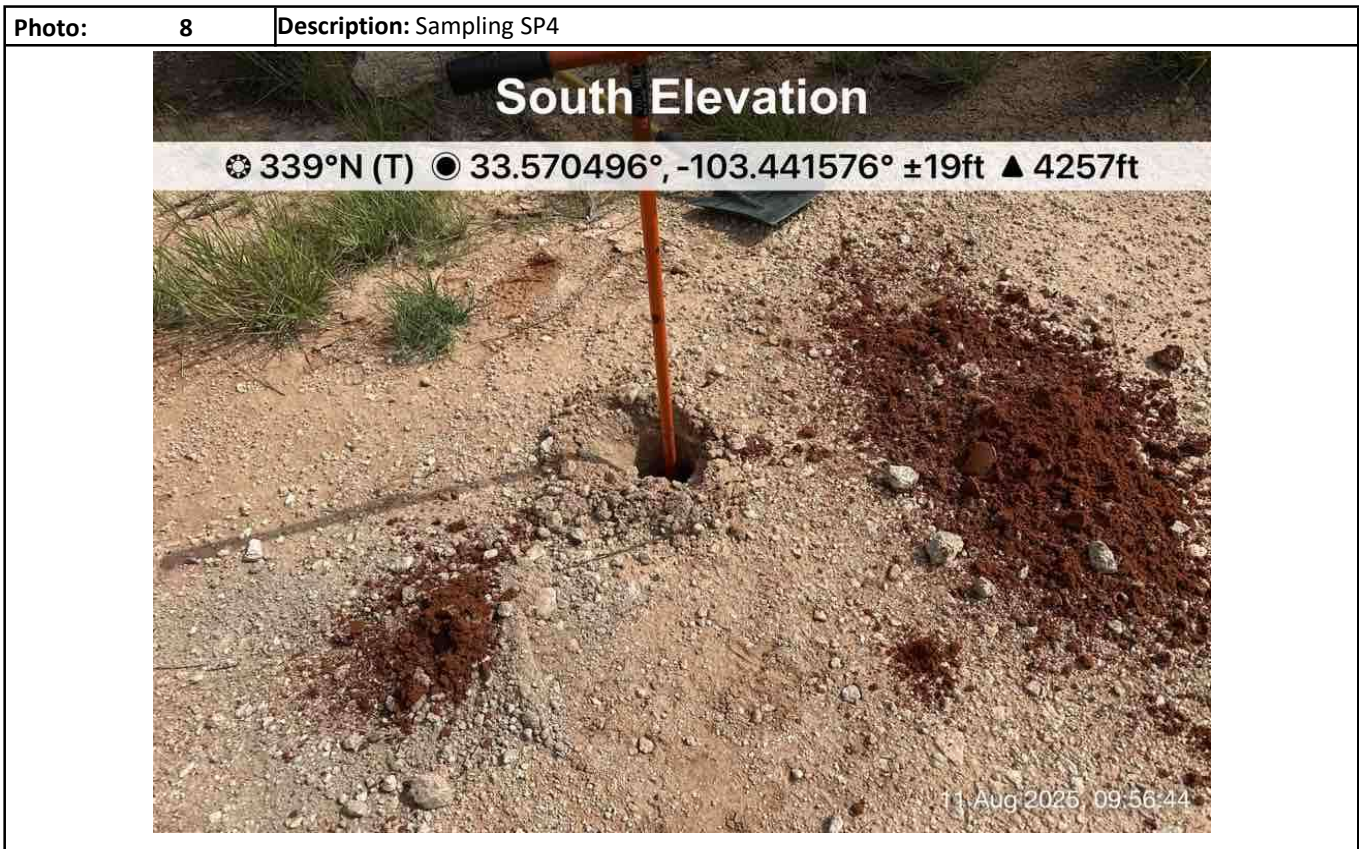 Photo: 8 Description: Sampling SP4
South Elevation
339°N (T) 33.570496°, -103.441576° ±19ft ▲ 4257ft
11 Aug 2025, 09:56:44